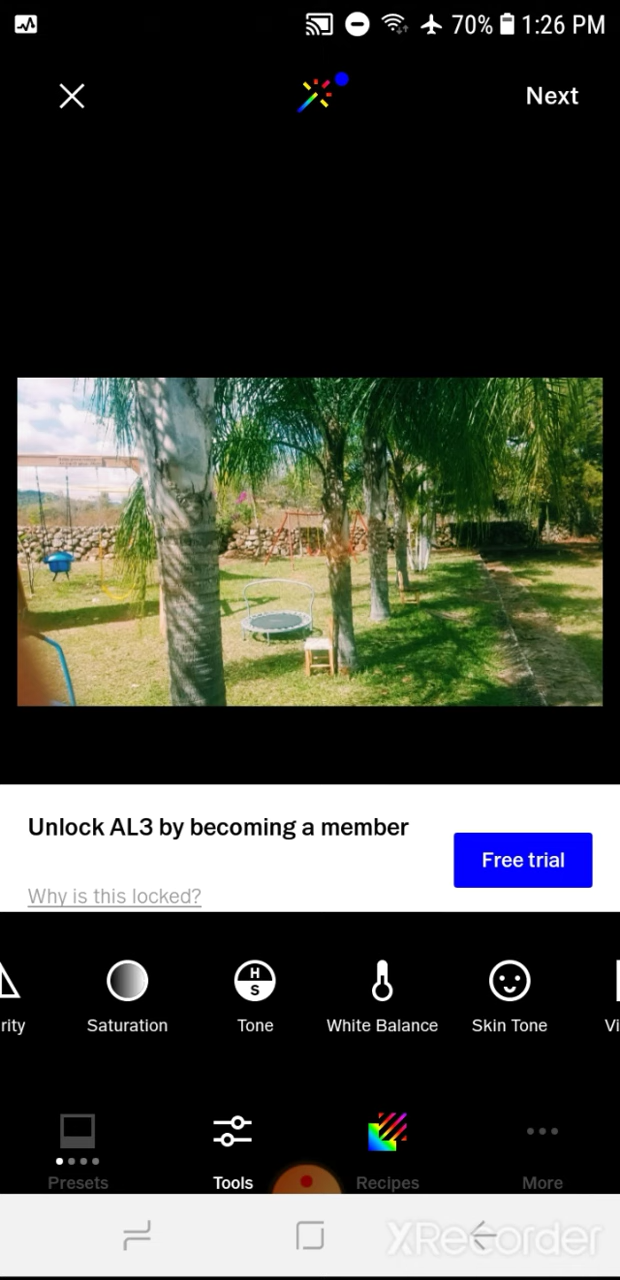 70% 1:26 PM
Next
Unlock AL3 by becoming a member
Free trial
Why is this locked?
H
S
rity Saturation Tone White Balance Skin Tone Vi
Presets Tools Recipes More
XRecorder